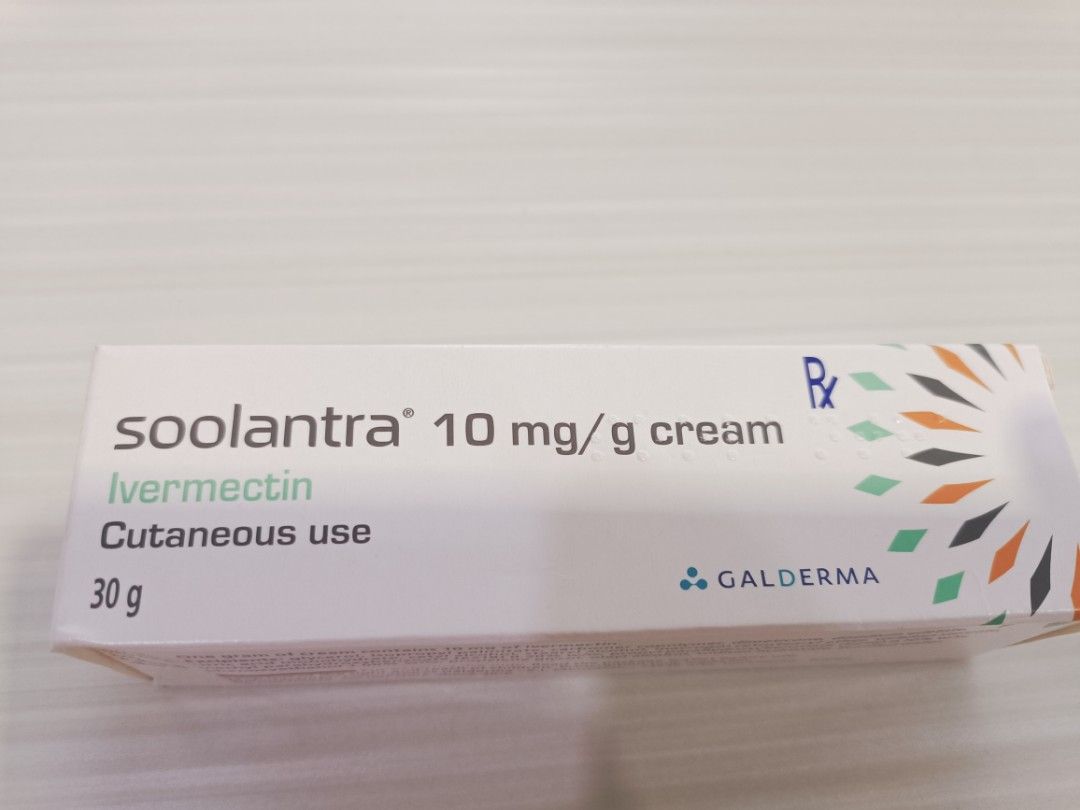 soolantra® 10 mg/g cream
Rx
Ivermectin
Cutaneous use
30 g
GALDERMA